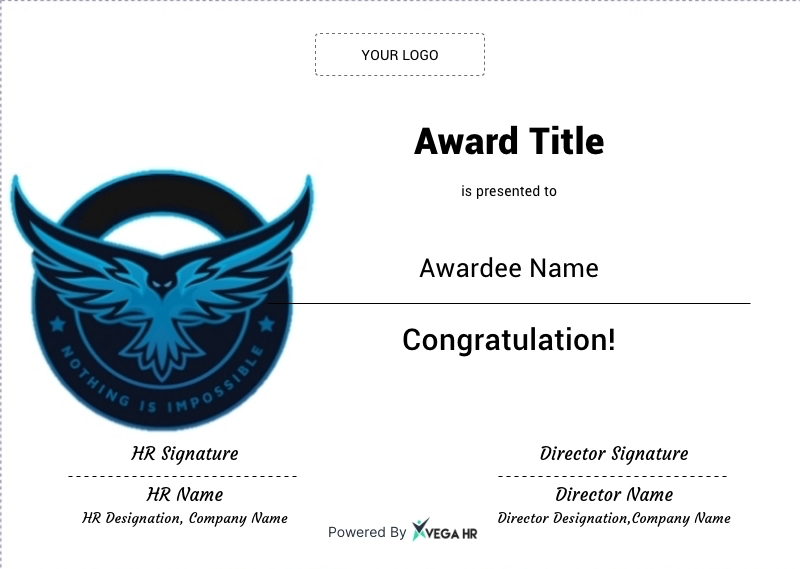 YOUR LOGO
Award Title
is presented to
Awardee Name
Congratulation!
NOTHING IS IMPOSSIBLE
HR Signature
HR Name
HR Designation, Company Name
Director Signature
Director Name
Director Designation,Company Name
Powered By VEGA HR